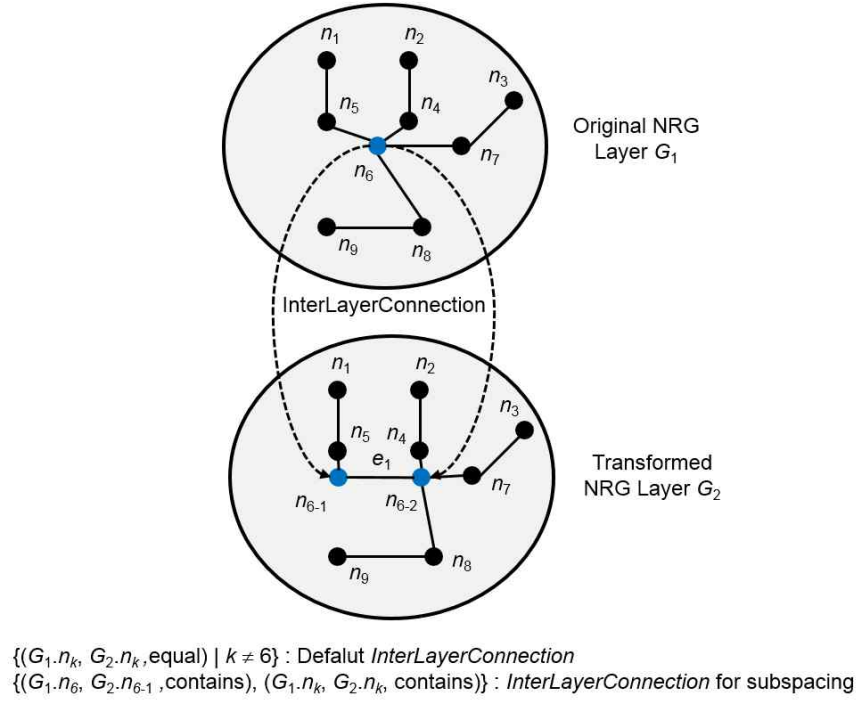 n1
n2
n3
n5
n4
n6
n7
n9
n8
Original NRG
Layer G1
InterLayerConnection
n1
n2
n3
n5
n4
e1
n6-1
n6-2
n7
n9
n8
Transformed
NRG Layer G2
{(G1.nk, G2.nk ,equal) | k ≠ 6} : Defalut InterLayerConnection
{(G1.n6, G2.n6-1 ,contains), (G1.nk, G2.nk, contains)} : InterLayerConnection for subspacing